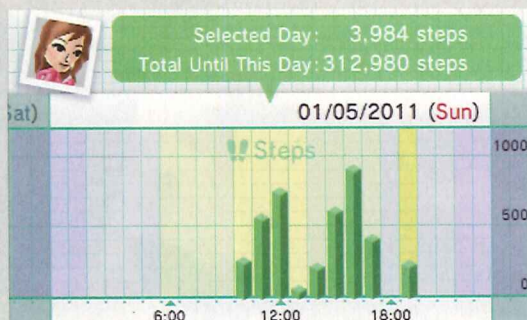 Selected Day: 3,984 steps
Total Until This Day: 312,980 steps
Sat)
01/05/2011 (Sun)
Steps
1000
500
0
6:00
12:00
18:00